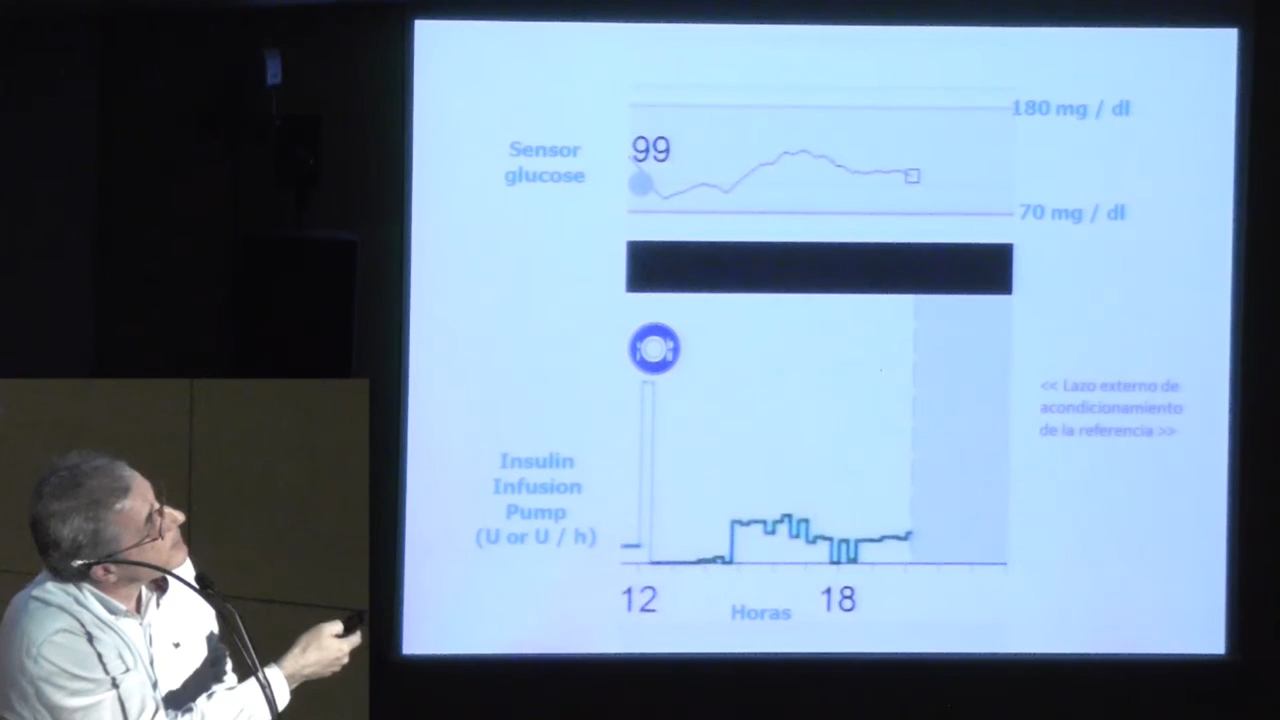 180 mg / dl
99
Sensor
glucose
70 mg / dl
<< Lazo externo de
acondicionamiento
de la referencia >>
Insulin
Infusion
Pump
(U or U / h)
12
18
Horas